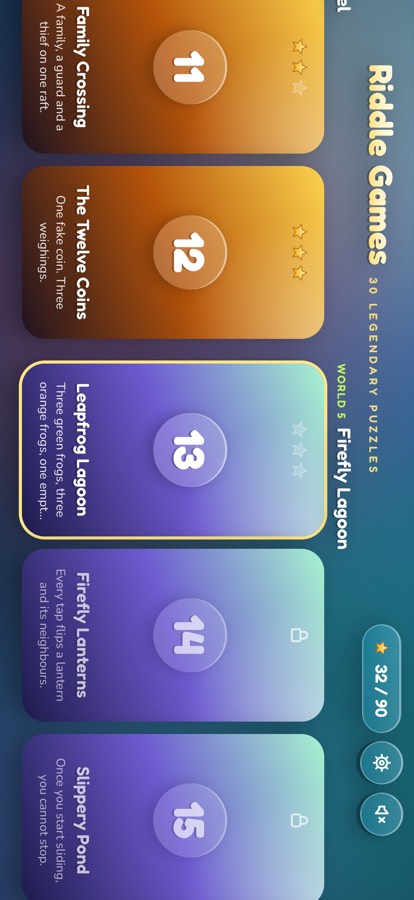 Riddle Games 30 LEGENDARY PUZZLES
32 / 90
el
WORLD 5 Firefly Lagoon
11
Family Crossing
A family, a guard and a
thief on one raft.
12
The Twelve Coins
One fake coin. Three
weighings.
13
Leapfrog Lagoon
Three green frogs, three
orange frogs, one empt...
14
Firefly Lanterns
Every tap flips a lantern
and its neighbours.
15
Slippery Pond
Once you start sliding,
you cannot stop.